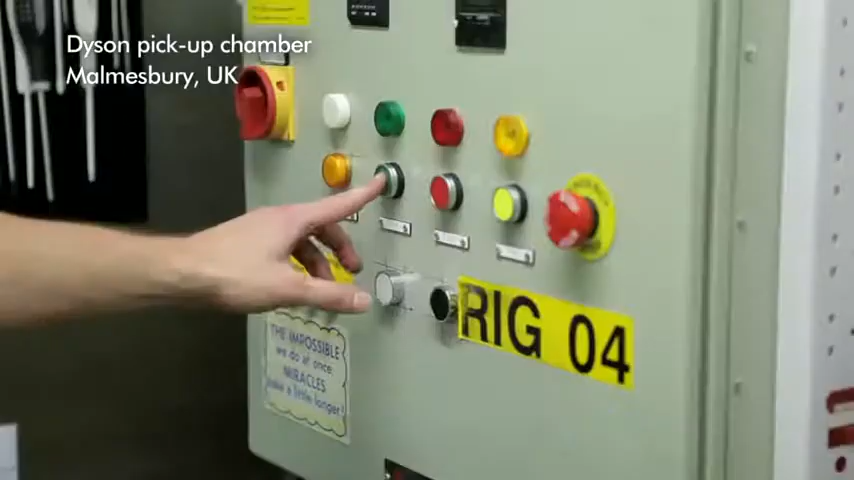 Dyson pick-up chamber
Malmesbury, UK
RIG 04
THE IMPOSSIBLE
we do at once
MIRACLES
take a little longer!